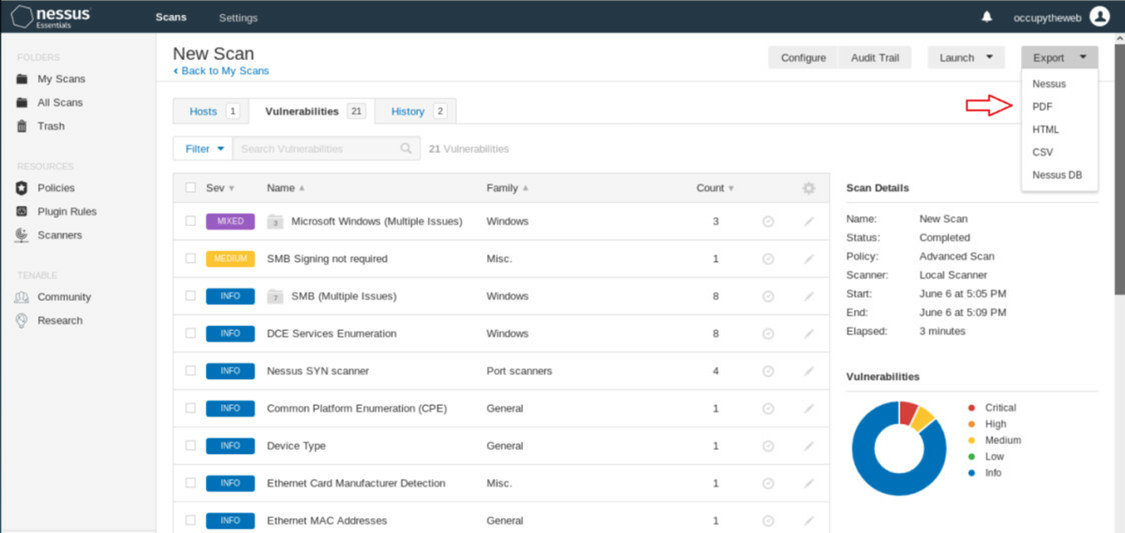 nessus
Essentials
Scans Settings
occupytheweb
FOLDERS
My Scans
All Scans
Trash
RESOURCES
Policies
Plugin Rules
Scanners
TENABLE
Community
Research
New Scan
Back to My Scans
Configure Audit Trail Launch Export
Nessus
PDF
HTML
CSV
Nessus DB
Hosts 1 Vulnerabilities 21 History 2
Filter Search Vulnerabilities 21 Vulnerabilities
Sev Name Family Count
MIXED 3 Microsoft Windows (Multiple Issues) Windows 3
MEDIUM SMB Signing not required Misc. 1
INFO 7 SMB (Multiple Issues) Windows 8
INFO DCE Services Enumeration Windows 8
INFO Nessus SYN scanner Port scanners 4
INFO Common Platform Enumeration (CPE) General 1
INFO Device Type General 1
INFO Ethernet Card Manufacturer Detection Misc. 1
INFO Ethernet MAC Addresses General 1
Scan Details
Name: New Scan
Status: Completed
Policy: Advanced Scan
Scanner: Local Scanner
Start: June 6 at 5:05 PM
End: June 6 at 5:09 PM
Elapsed: 3 minutes
Vulnerabilities
Critical
High
Medium
Low
Info